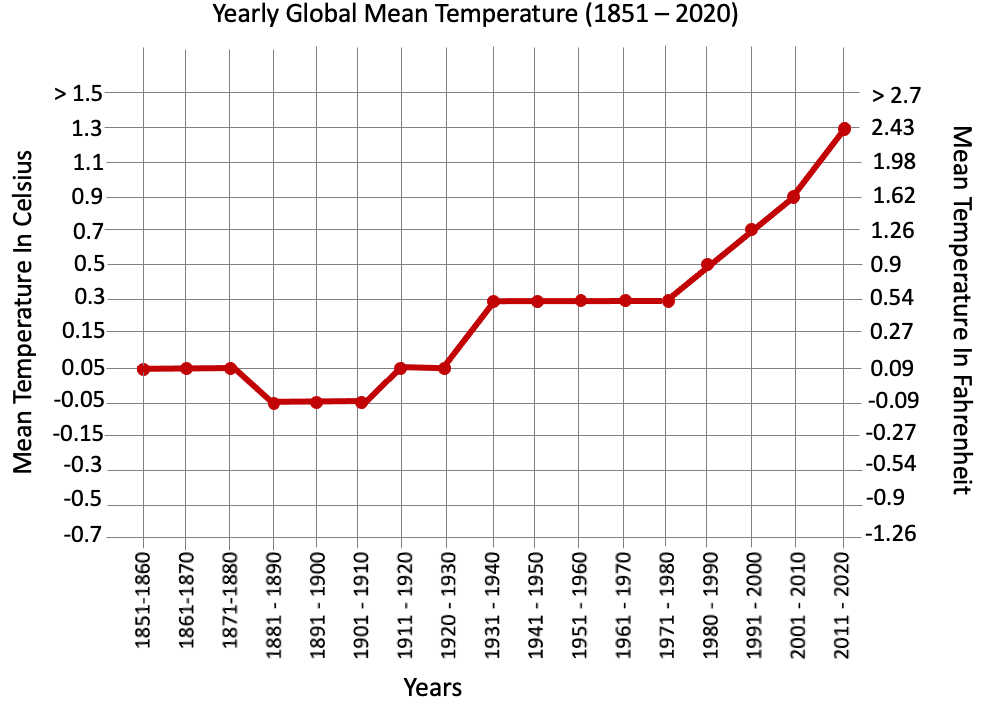 Yearly Global Mean Temperature (1851 – 2020)
Mean Temperature In Celsius
> 1.5
1.3
1.1
0.9
0.7
0.5
0.3
0.15
0.05
-0.05
-0.15
-0.3
-0.5
-0.7
> 2.7
2.43
1.98
1.62
1.26
0.9
0.54
0.27
0.09
-0.09
-0.27
-0.54
-0.9
-1.26
Mean Temperature In Fahrenheit
1851-1860
1861-1870
1871-1880
1881 - 1890
1891 - 1900
1901 - 1910
1911 - 1920
1920 - 1930
1931 - 1940
1941 - 1950
1951 - 1960
1961 - 1970
1971 - 1980
1980 - 1990
1991 - 2000
2001 - 2010
2011 - 2020
Years